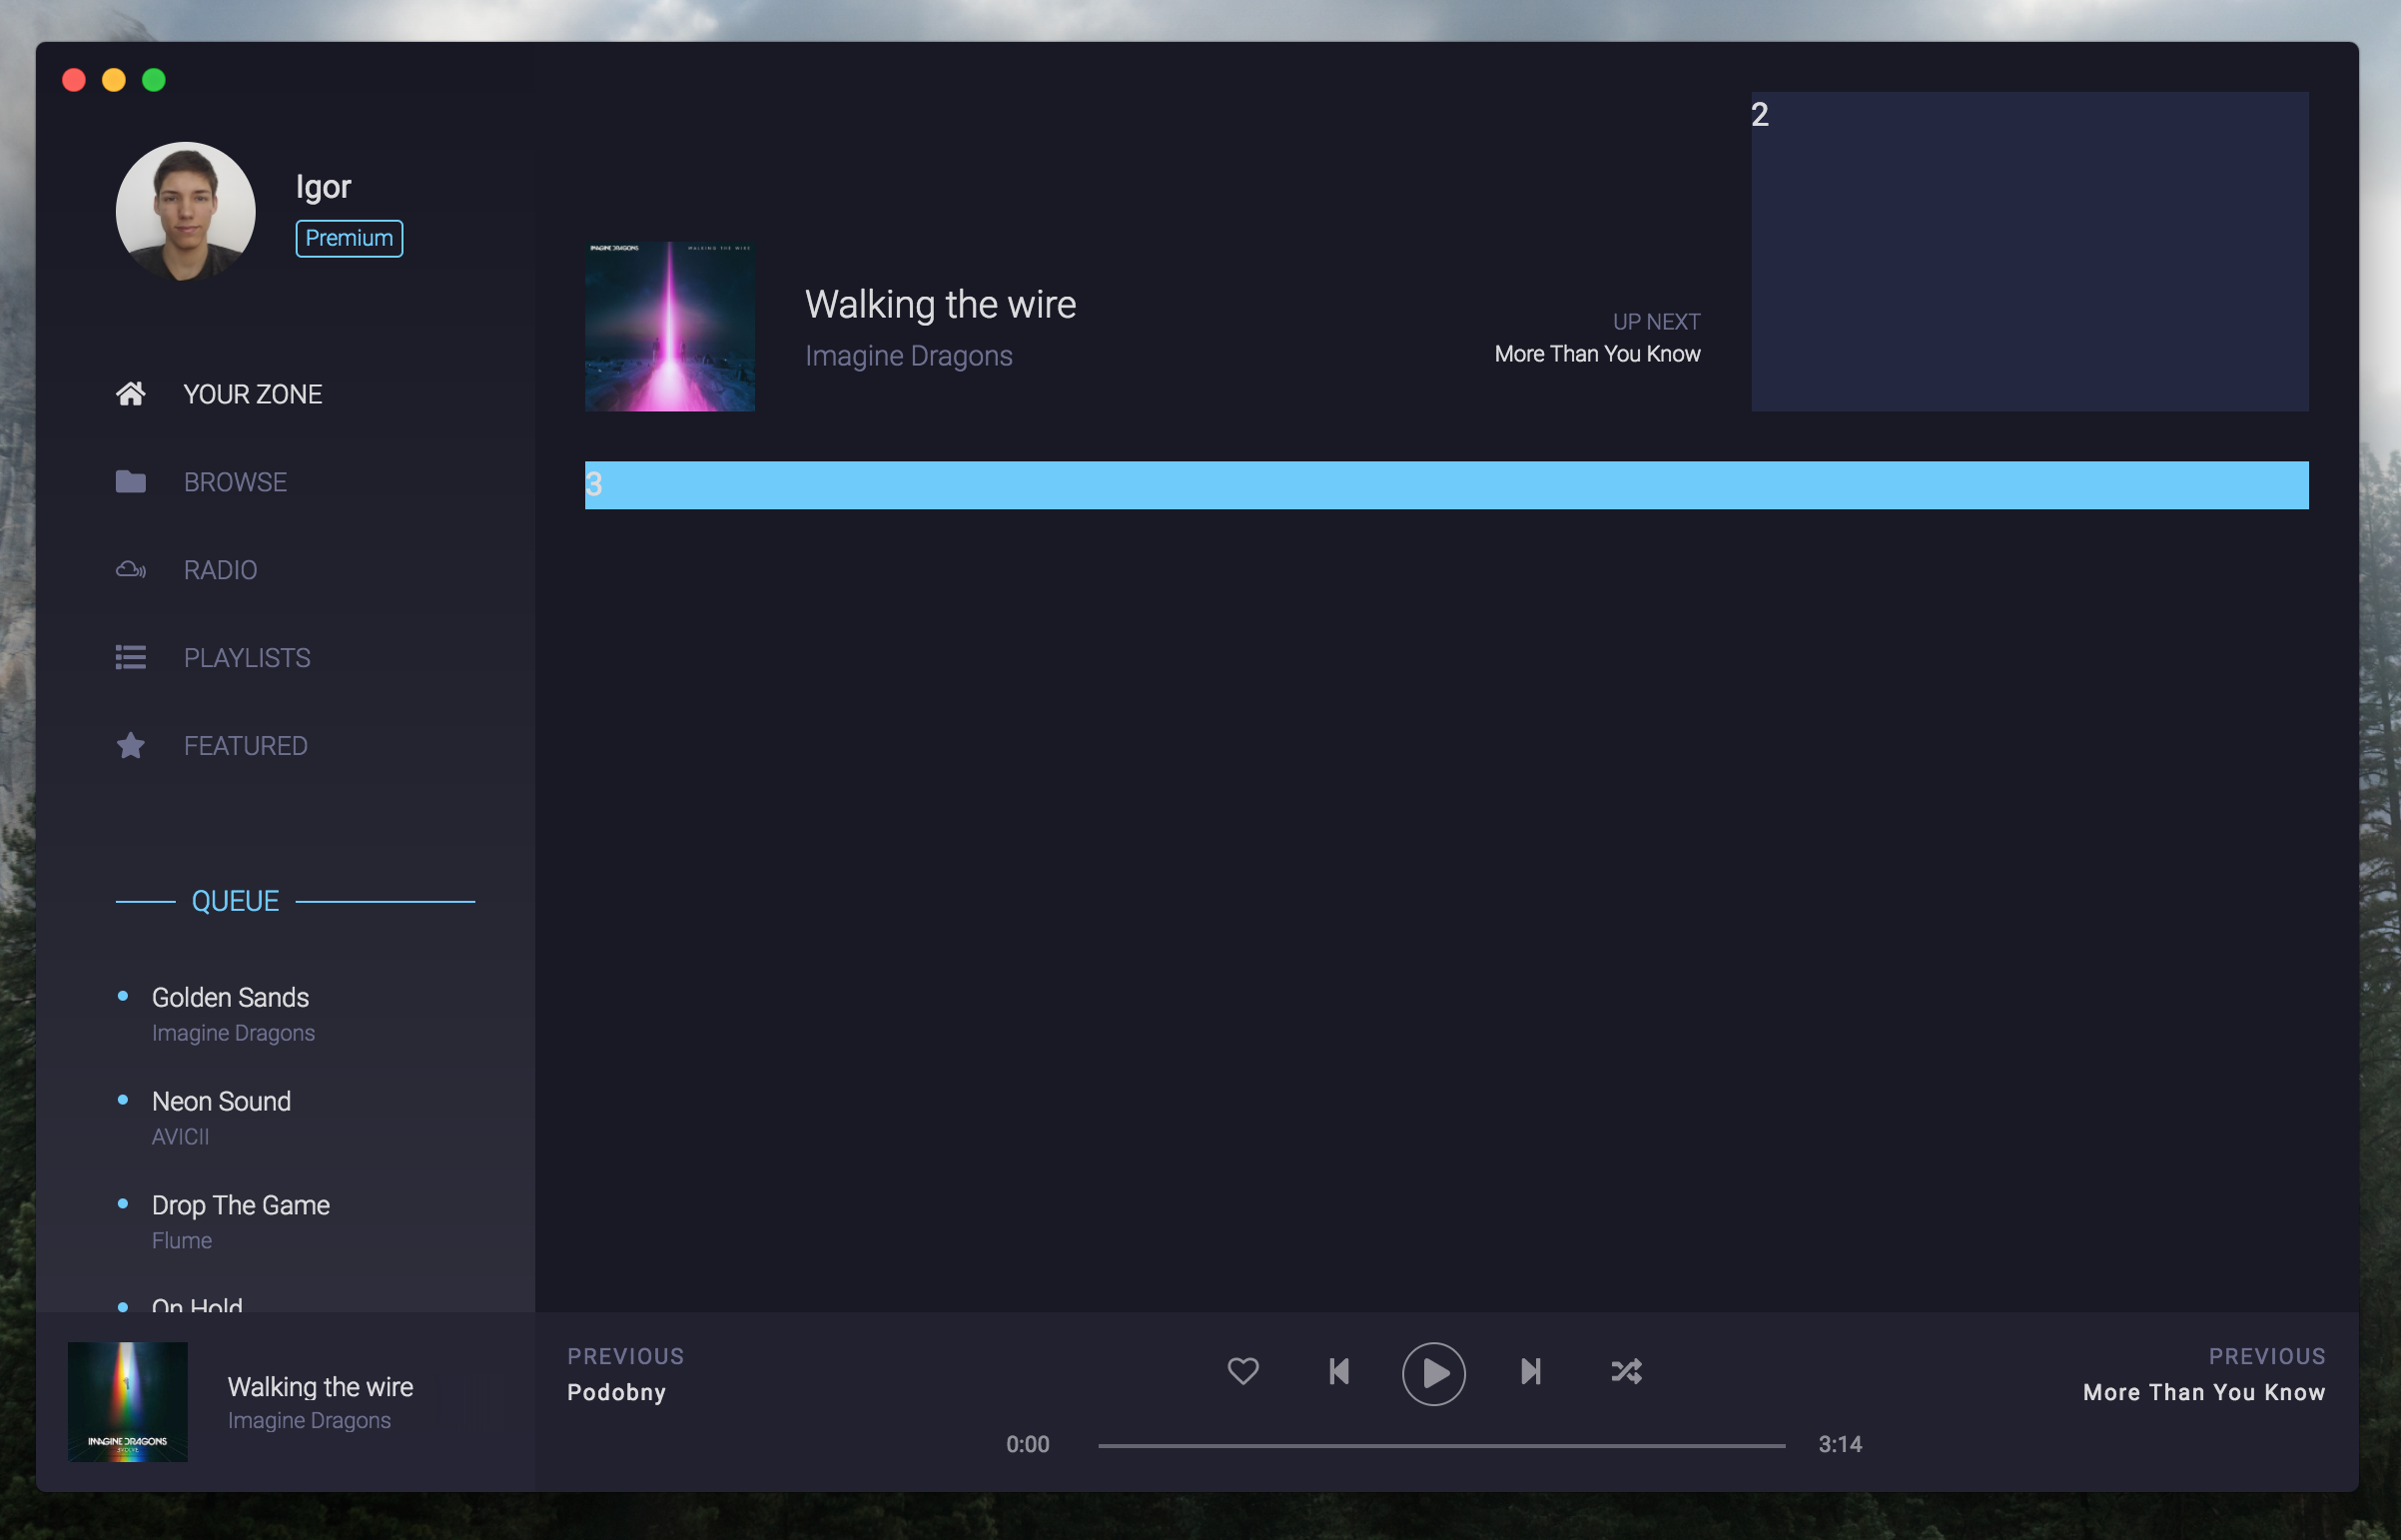 Igor
Premium
YOUR ZONE
BROWSE
RADIO
PLAYLISTS
FEATURED
QUEUE
Golden Sands
Imagine Dragons
Neon Sound
AVICII
Drop The Game
Flume
On Hold
2
IMAGINE DRAGONS WALKING THE WIRE
Walking the wire
Imagine Dragons
UP NEXT
More Than You Know
3
IMAGINE DRAGONS
EVOLVE
Walking the wire
Imagine Dragons
PREVIOUS
Podobny
0:00
3:14
PREVIOUS
More Than You Know